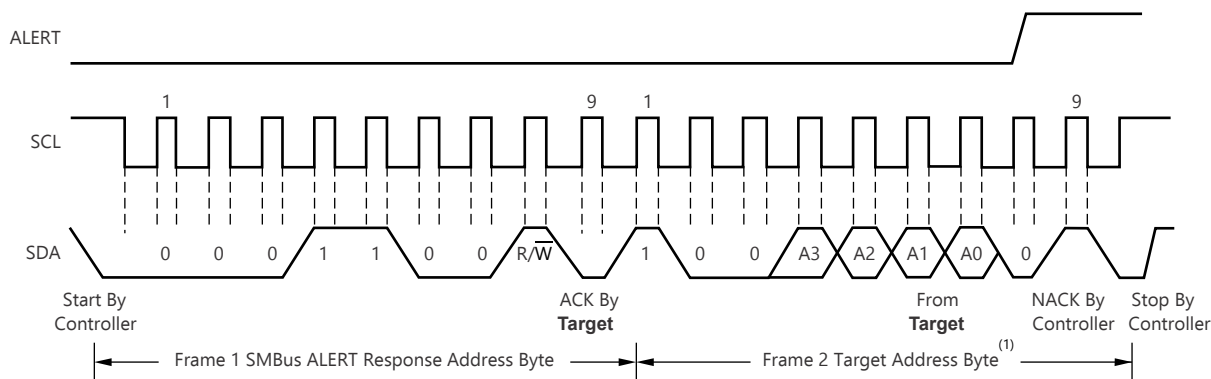 ALERT
1 9 1 9
SCL
SDA 0 0 0 1 1 0 0 R/W̅ 1 0 0 A3 A2 A1 A0 0
Start By
Controller
ACK By
Target
From
Target
NACK By
Controller
Stop By
Controller
Frame 1 SMBus ALERT Response Address Byte
Frame 2 Target Address Byte(1)